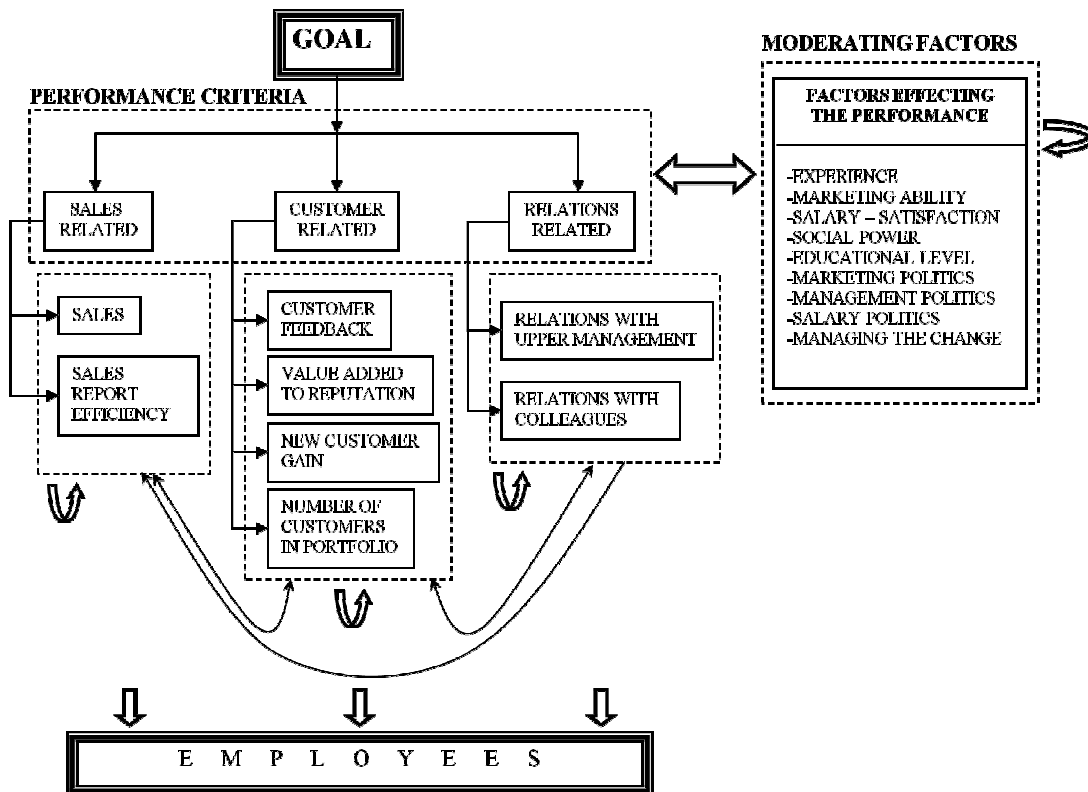 GOAL
MODERATING FACTORS
PERFORMANCE CRITERIA
FACTORS EFFECTING
THE PERFORMANCE
-EXPERIENCE
-MARKETING ABILITY
-SALARY – SATISFACTION
-SOCIAL POWER
-EDUCATIONAL LEVEL
-MARKETING POLITICS
-MANAGEMENT POLITICS
-SALARY POLITICS
-MANAGING THE CHANGE
SALES
RELATED
CUSTOMER
RELATED
RELATIONS
RELATED
SALES
SALES
REPORT
EFFICIENCY
CUSTOMER
FEEDBACK
VALUE ADDED
TO REPUTATION
NEW CUSTOMER
GAIN
NUMBER OF
CUSTOMERS
IN PORTFOLIO
RELATIONS WITH
UPPER MANAGEMENT
RELATIONS WITH
COLLEAGUES
E M P L O Y E E S